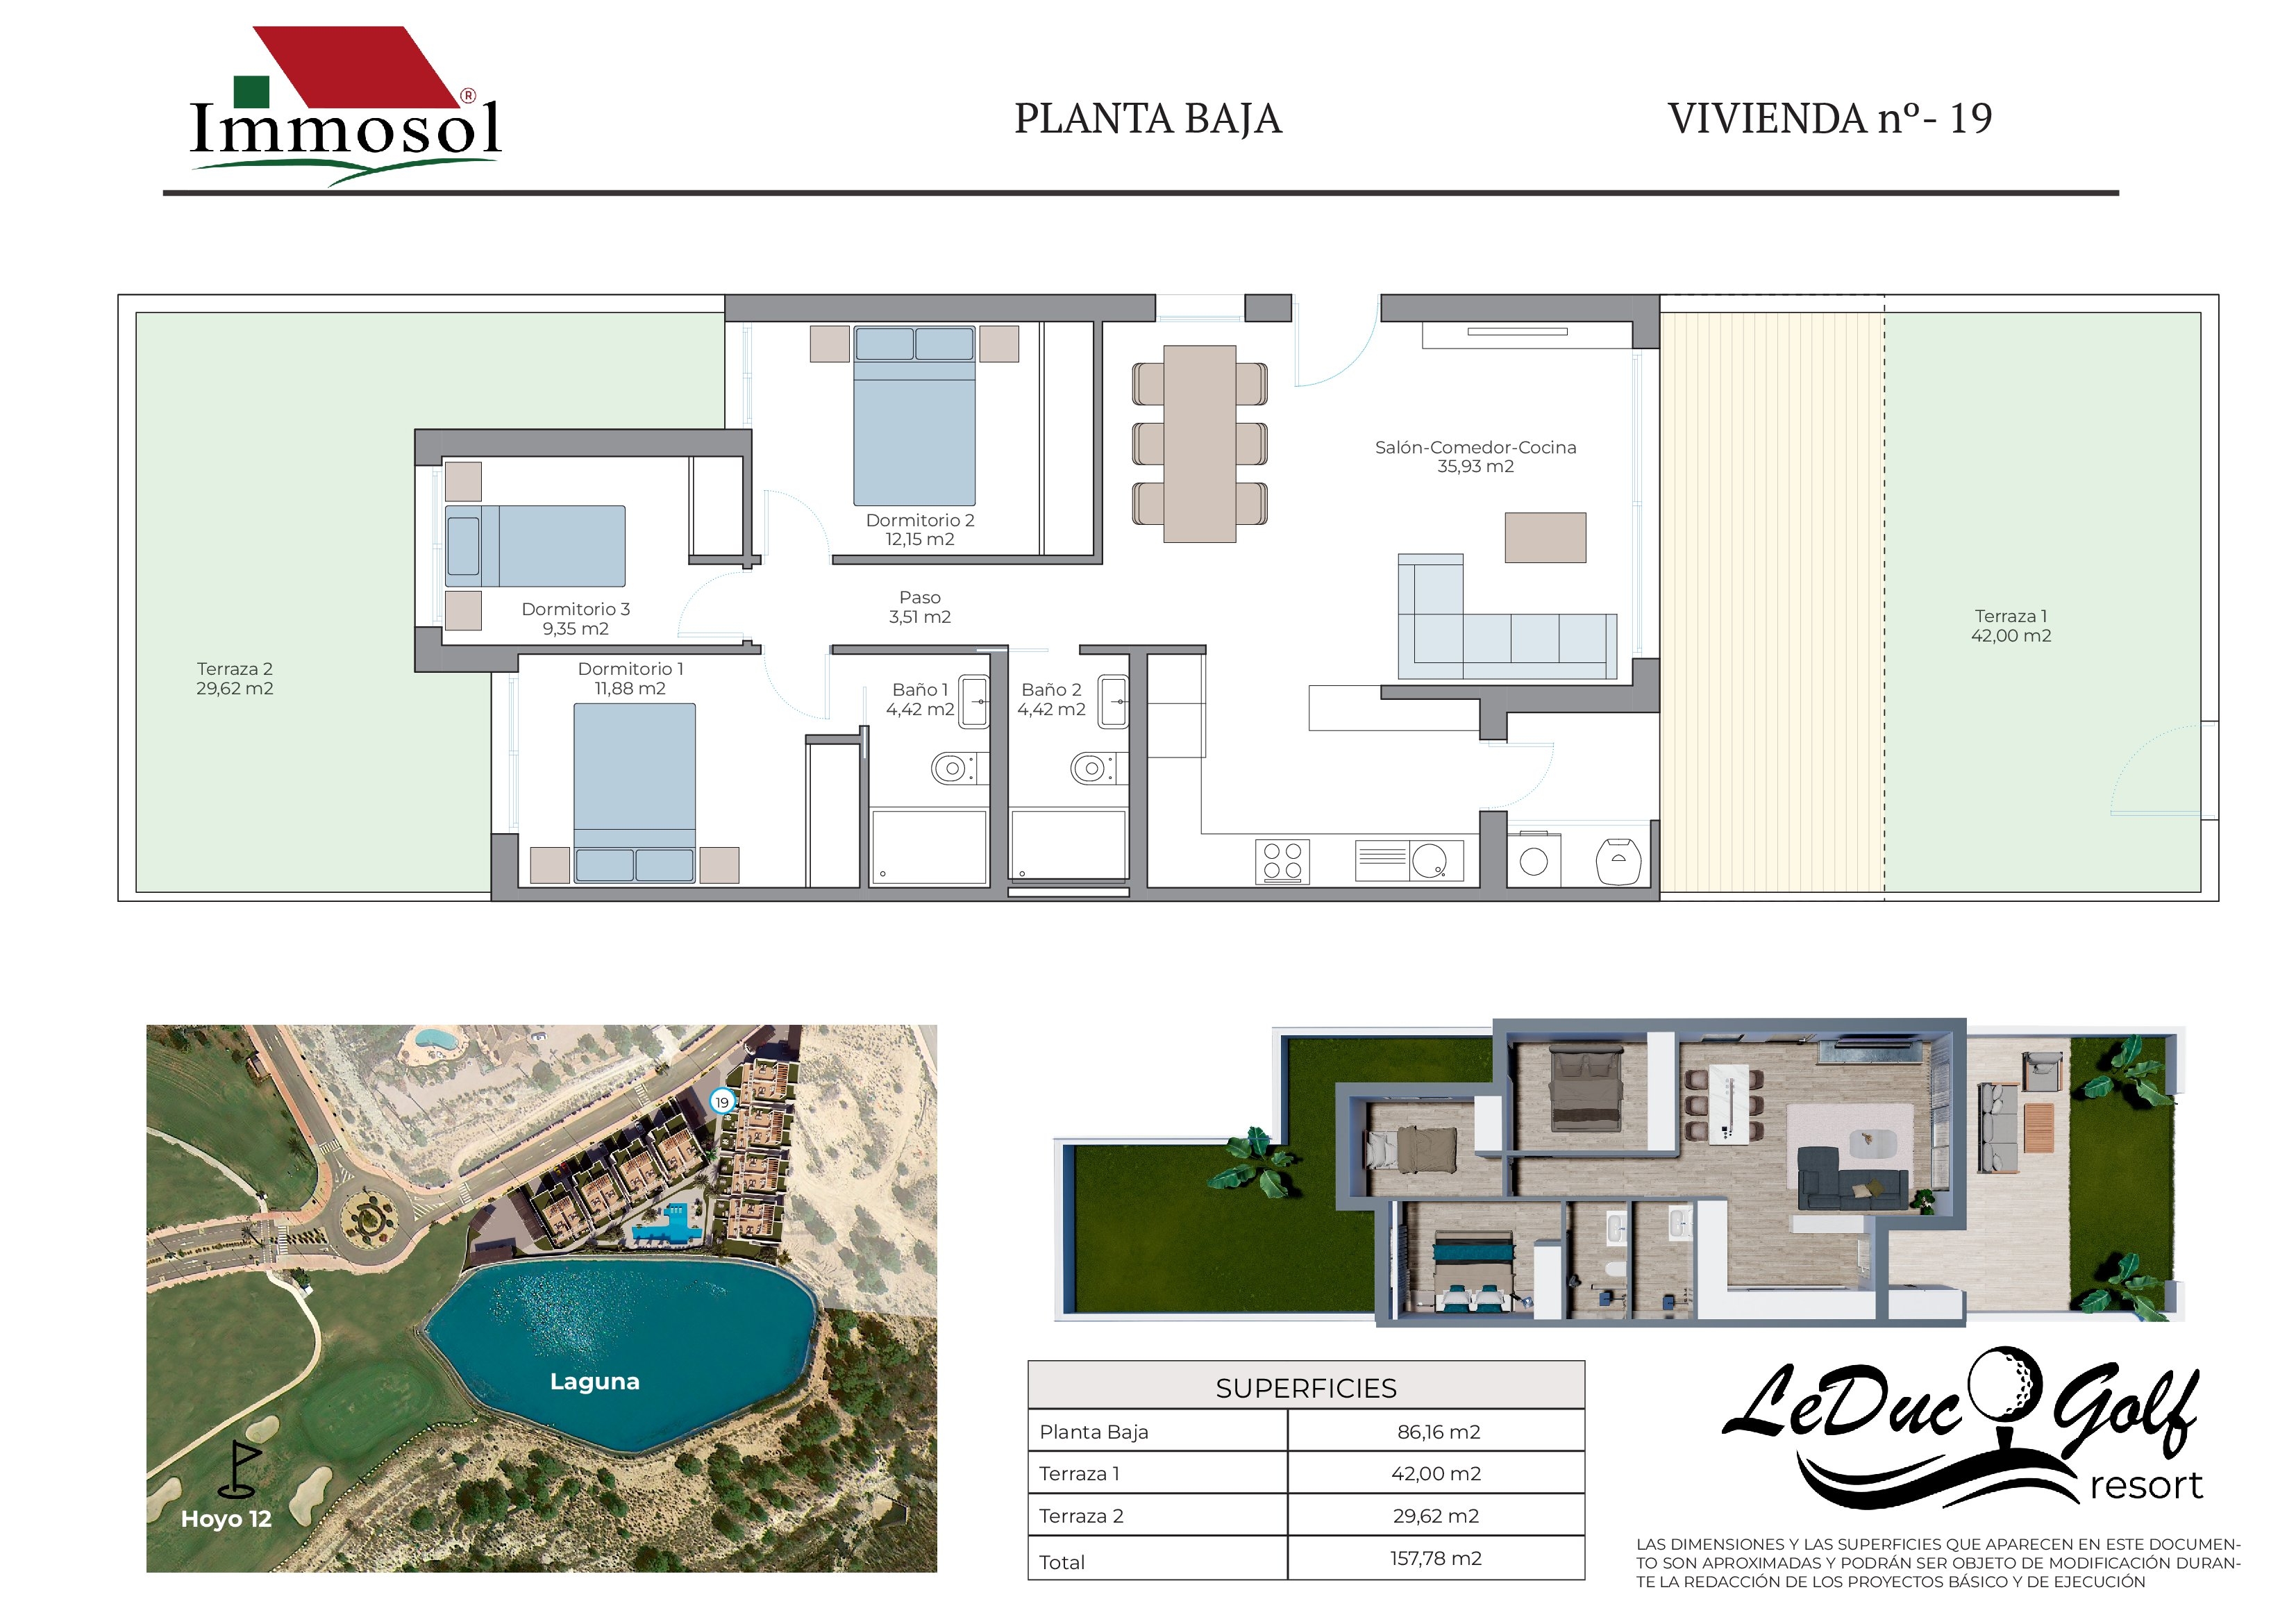 Immosol®
PLANTA BAJA
VIVIENDA nº- 19
Salón-Comedor-Cocina
35,93 m2
Dormitorio 2
12,15 m2
Dormitorio 3
9,35 m2
Paso
3,51 m2
Terraza 1
42,00 m2
Terraza 2
29,62 m2
Dormitorio 1
11,88 m2
Baño 1
4,42 m2
Baño 2
4,42 m2
19
Laguna
Hoyo 12
SUPERFICIES
Planta Baja 86,16 m2
Terraza 1 42,00 m2
Terraza 2 29,62 m2
Total 157,78 m2
LeDuc Golf
resort
LAS DIMENSIONES Y LAS SUPERFICIES QUE APARECEN EN ESTE DOCUMEN-
TO SON APROXIMADAS Y PODRÁN SER OBJETO DE MODIFICACIÓN DURAN-
TE LA REDACCIÓN DE LOS PROYECTOS BÁSICO Y DE EJECUCIÓN